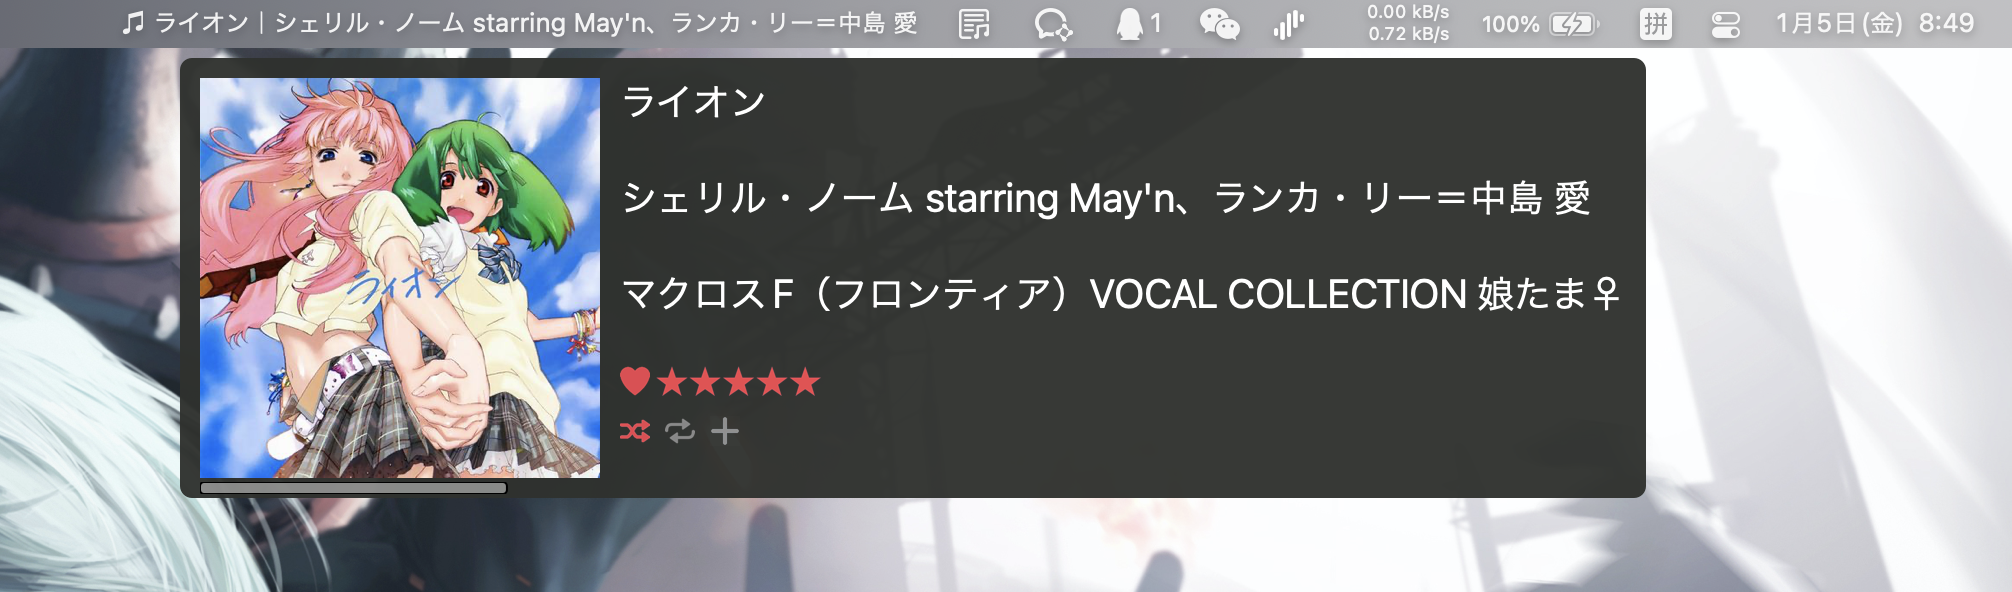 ライオン｜シェリル・ノーム starring May'n、ランカ・リー＝中島 愛
1
0.00 kB/s
0.72 kB/s
100%
拼
1月5日(金) 8:49
ライオン
シェリル・ノーム starring May'n、ランカ・リー＝中島 愛
マクロスF（フロンティア）VOCAL COLLECTION 娘たま♀
ライオン